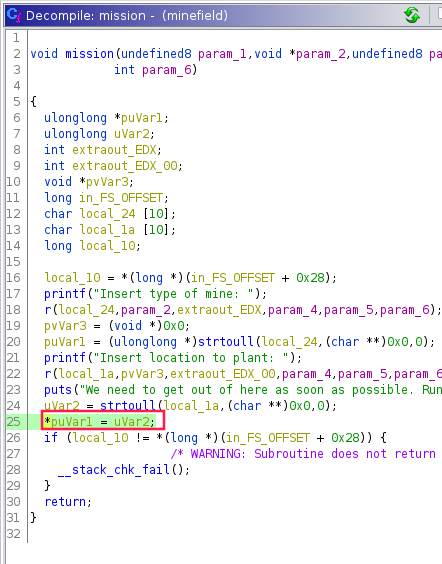 Decompile: mission - (minefield)
1
2 void mission(undefined8 param_1,void *param_2,undefined8 param
3 int param_6)
4
5 {
6 ulonglong *puVar1;
7 ulonglong uVar2;
8 int extraout_EDX;
9 int extraout_EDX_00;
10 void *pvVar3;
11 long in_FS_OFFSET;
12 char local_24 [10];
13 char local_1a [10];
14 long local_10;
15
16 local_10 = *(long *)(in_FS_OFFSET + 0x28);
17 printf("Insert type of mine: ");
18 r(local_24,param_2,extraout_EDX,param_4,param_5,param_6);
19 pvVar3 = (void *)0x0;
20 puVar1 = (ulonglong *)strtoull(local_24,(char **)0x0,0);
21 printf("Insert location to plant: ");
22 r(local_1a,pvVar3,extraout_EDX_00,param_4,param_5,param_6
23 puts("We need to get out of here as soon as possible. Run
24 uVar2 = strtoull(local_1a,(char **)0x0,0);
25 *puVar1 = uVar2;
26 if (local_10 != *(long *)(in_FS_OFFSET + 0x28)) {
27 /* WARNING: Subroutine does not return
28 __stack_chk_fail();
29 }
30 return;
31 }
32